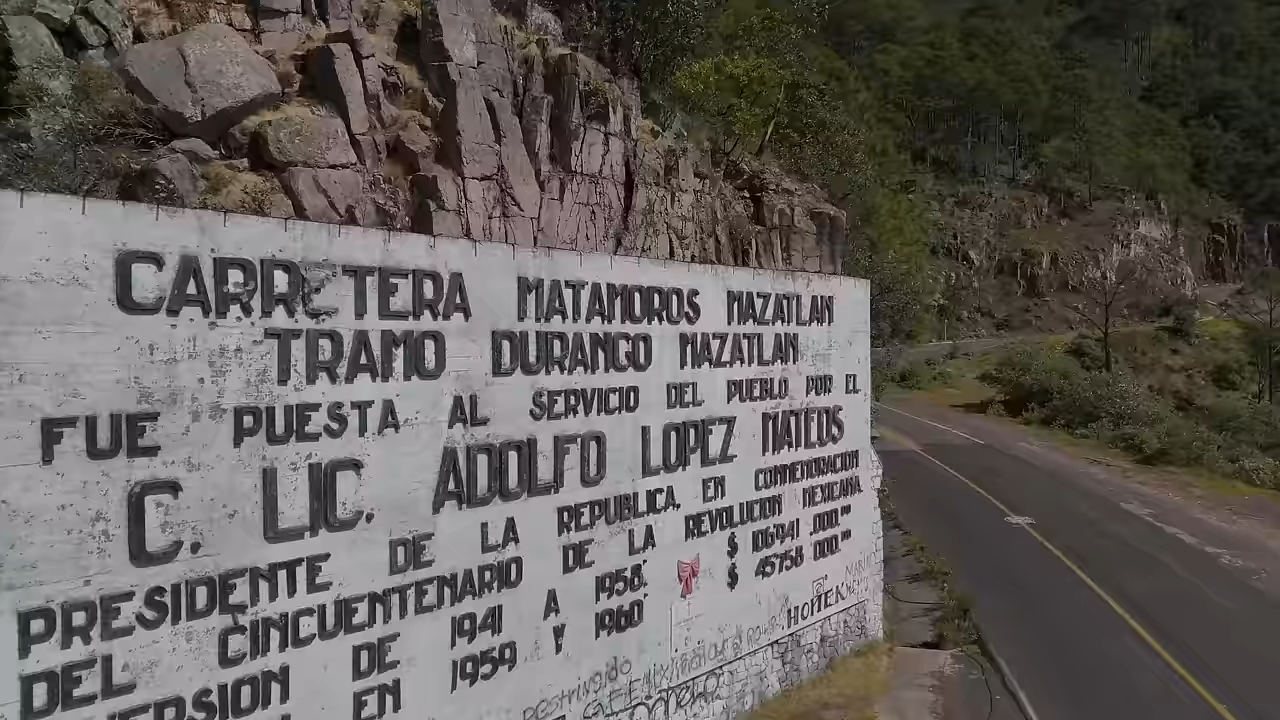 CARRETERA MATAMOROS MAZATLAN
TRAMO DURANGO MAZATLAN
FUE PUESTA AL SERVICIO DEL PUEBLO POR EL
C. LIC. ADOLFO LOPEZ MATEOS
PRESIDENTE DE LA REPUBLICA, EN CONMEMORACION
DEL CINCUENTENARIO DE LA REVOLUCION MEXICANA
DE 1941 A 1958: $ 106941 000.⁰⁰
EN 1959 Y 1960: $ 45758 000.⁰⁰